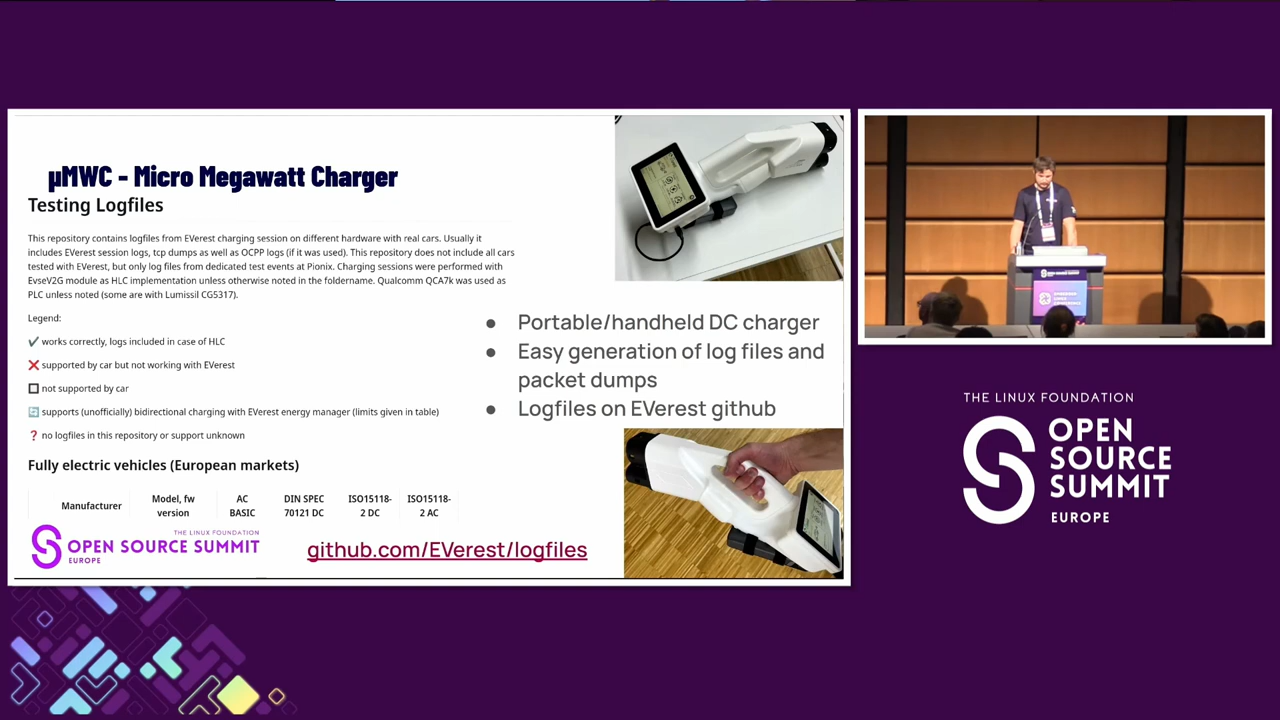 µMWC - Micro Megawatt Charger
Testing Logfiles
This repository contains logfiles from EVerest charging session on different hardware with real cars. Usually it
includes EVerest session logs, tcp dumps as well as OCPP logs (if it was used). This repository does not include all cars
tested with EVerest, but only log files from dedicated test events at Pionix. Charging sessions were performed with
EvseV2G module as HLC implementation unless otherwise noted in the foldername. Qualcomm QCA7k was used as
PLC unless noted (some are with Lumissil CG5317).
Legend:
✔ works correctly, logs included in case of HLC
❌ supported by car but not working with EVerest
🔲 not supported by car
🔄 supports (unofficially) bidirectional charging with EVerest energy manager (limits given in table)
❓ no logfiles in this repository or support unknown
Fully electric vehicles (European markets)
Manufacturer
Model, fw
version
AC
BASIC
DIN SPEC
70121 DC
ISO15118-
2 DC
ISO15118-
2 AC
● Portable/handheld DC charger
● Easy generation of log files and
packet dumps
● Logfiles on EVerest github
THE LINUX FOUNDATION
OPEN SOURCE SUMMIT
EUROPE
github.com/EVerest/logfiles
THE LINUX FOUNDATION
OPEN
SOURCE
SUMMIT
EUROPE